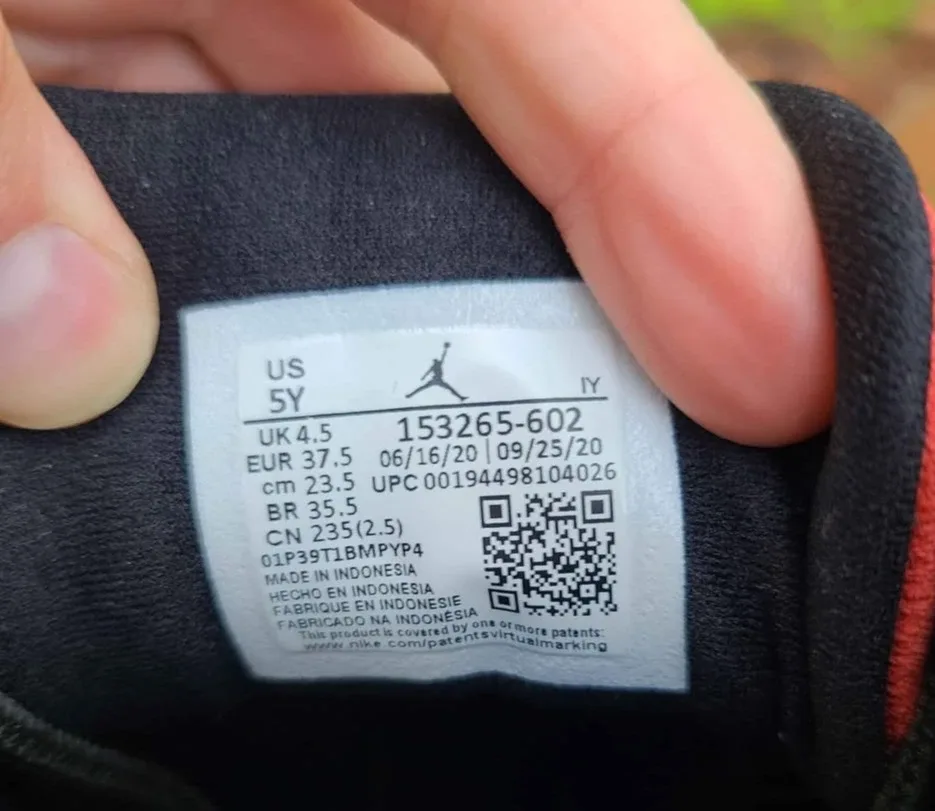 US
5Y
IY
UK 4.5
153265-602
EUR 37.5
06/16/20 | 09/25/20
cm 23.5
UPC 00194498104026
BR 35.5
CN 235(2.5)
01P39T1BMPYP4
MADE IN INDONESIA
HECHO EN INDONESIA
FABRIQUE EN INDONESIE
FABRICADO NA INDONÉSIA
This product is covered by one or more patents:
www.nike.com/patentsvirtualmarking